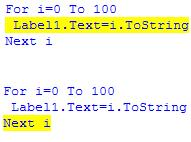 For i=0 To 100
Label1.Text=i.ToString
Next i
For i=0 To 100
Label1.Text=i.ToString
Next i